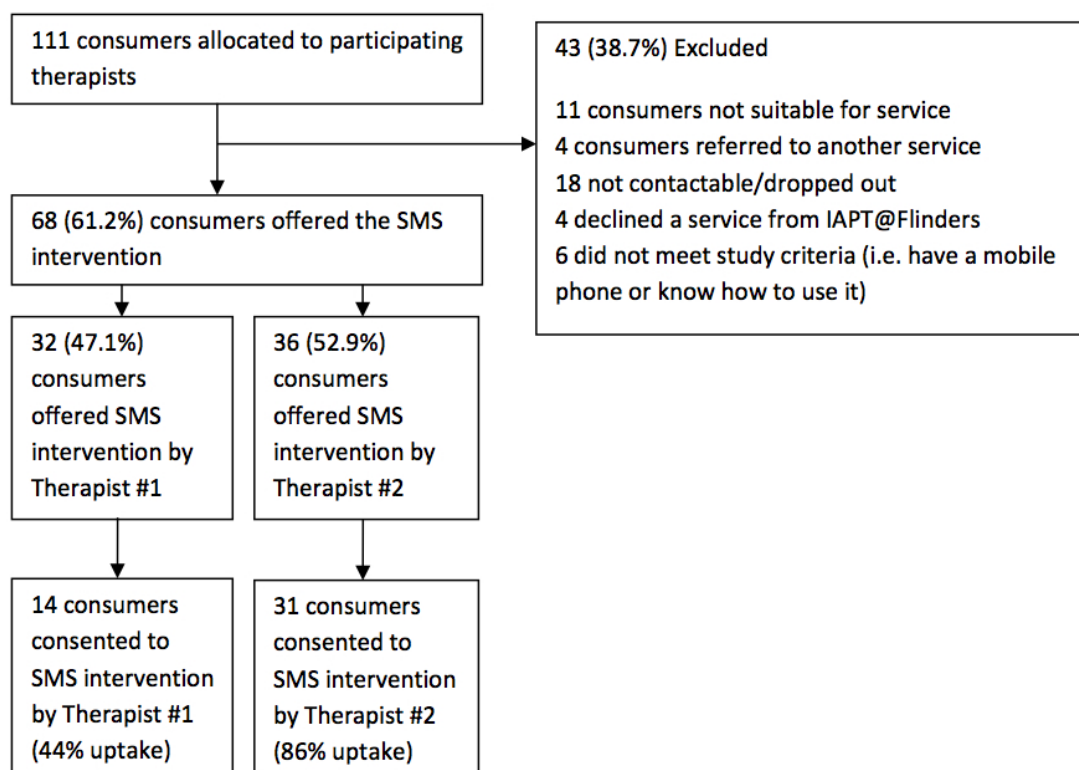 111 consumers allocated to participating
therapists
43 (38.7%) Excluded
11 consumers not suitable for service
4 consumers referred to another service
18 not contactable/dropped out
4 declined a service from IAPT@Flinders
6 did not meet study criteria (i.e. have a mobile
phone or know how to use it)
68 (61.2%) consumers offered the SMS
intervention
32 (47.1%)
consumers
offered SMS
intervention by
Therapist #1
36 (52.9%)
consumers
offered SMS
intervention by
Therapist #2
14 consumers
consented to
SMS intervention
by Therapist #1
(44% uptake)
31 consumers
consented to
SMS intervention
by Therapist #2
(86% uptake)